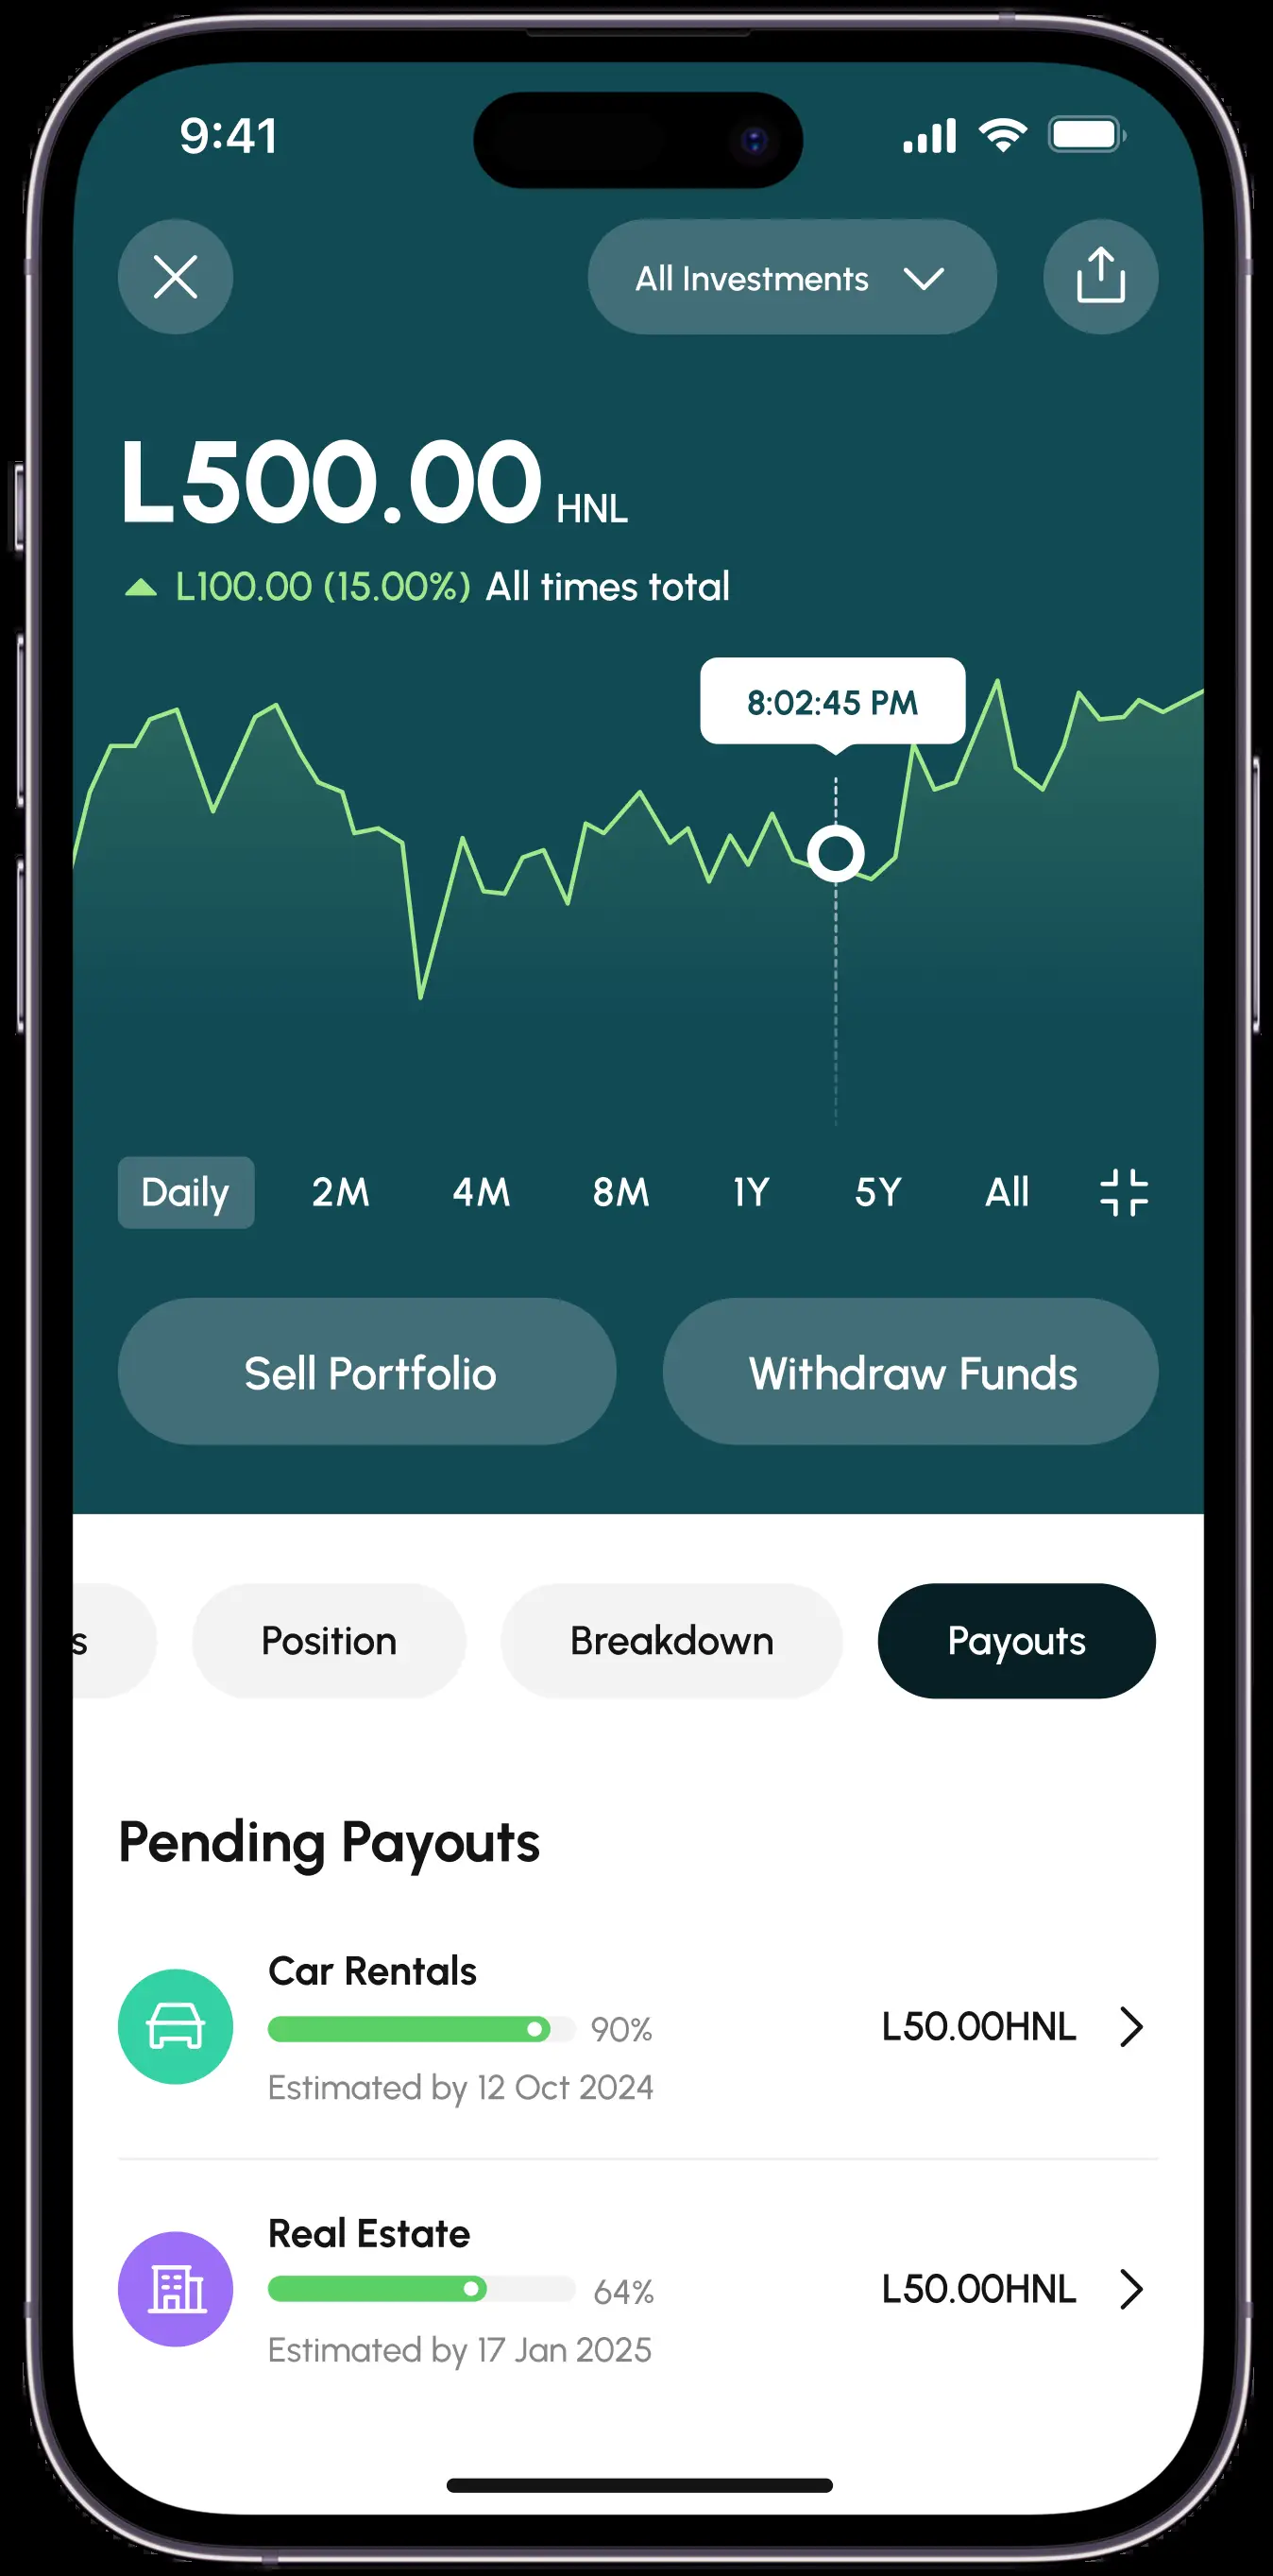 9:41
All Investments
L500.00 HNL
L100.00 (15.00%) All times total
8:02:45 PM
Daily 2M 4M 8M 1Y 5Y All
Sell Portfolio Withdraw Funds
s Position Breakdown Payouts
Pending Payouts
Car Rentals
90%
L50.00HNL
Estimated by 12 Oct 2024
Real Estate
64%
L50.00HNL
Estimated by 17 Jan 2025